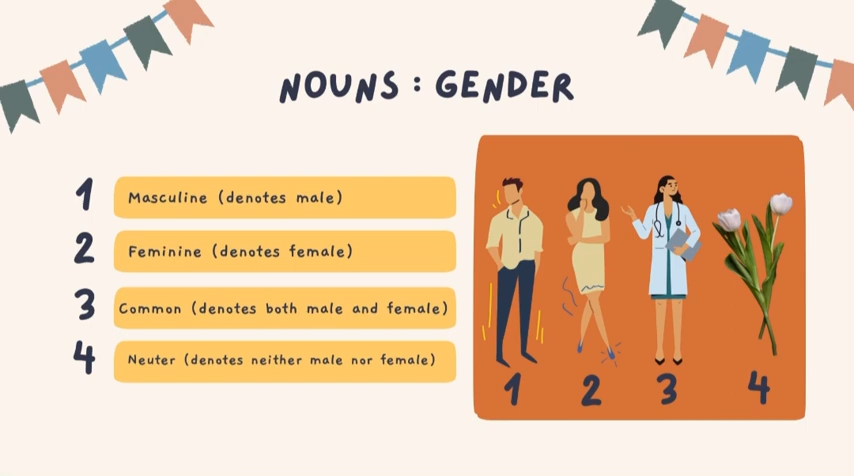 NOUNS : GENDER
1 Masculine (denotes male)
2 Feminine (denotes female)
3 Common (denotes both male and female)
4 Neuter (denotes neither male nor female)
1 2 3 4